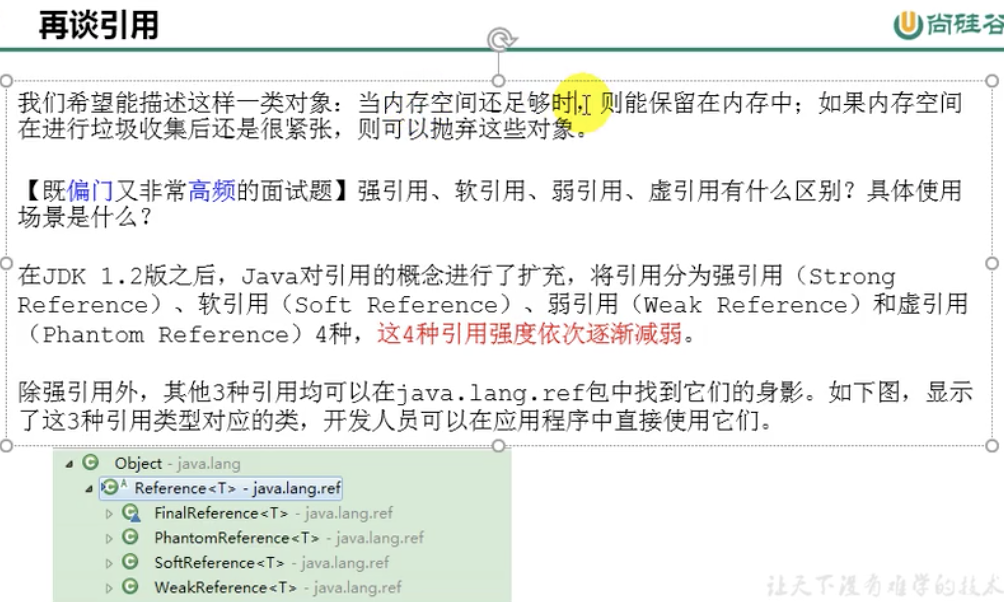 再谈引用
尚硅谷
我们希望能描述这样一类对象：当内存空间还足够时，则能保留在内存中；如果内存空间
在进行垃圾收集后还是很紧张，则可以抛弃这些对象。
【既偏门又非常高频的面试题】强引用、软引用、弱引用、虚引用有什么区别？具体使用
场景是什么？
在JDK 1.2版之后，Java对引用的概念进行了扩充，将引用分为强引用（Strong
Reference）、软引用（Soft Reference）、弱引用（Weak Reference）和虚引用
（Phantom Reference）4种，这4种引用强度依次逐渐减弱。
除强引用外，其他3种引用均可以在java.lang.ref包中找到它们的身影。如下图，显示
了这3种引用类型对应的类，开发人员可以在应用程序中直接使用它们。
Object - java.lang
Reference<T> - java.lang.ref
FinalReference<T> - java.lang.ref
PhantomReference<T> - java.lang.ref
SoftReference<T> - java.lang.ref
WeakReference<T> - java.lang.ref
让天下没有难学的技术